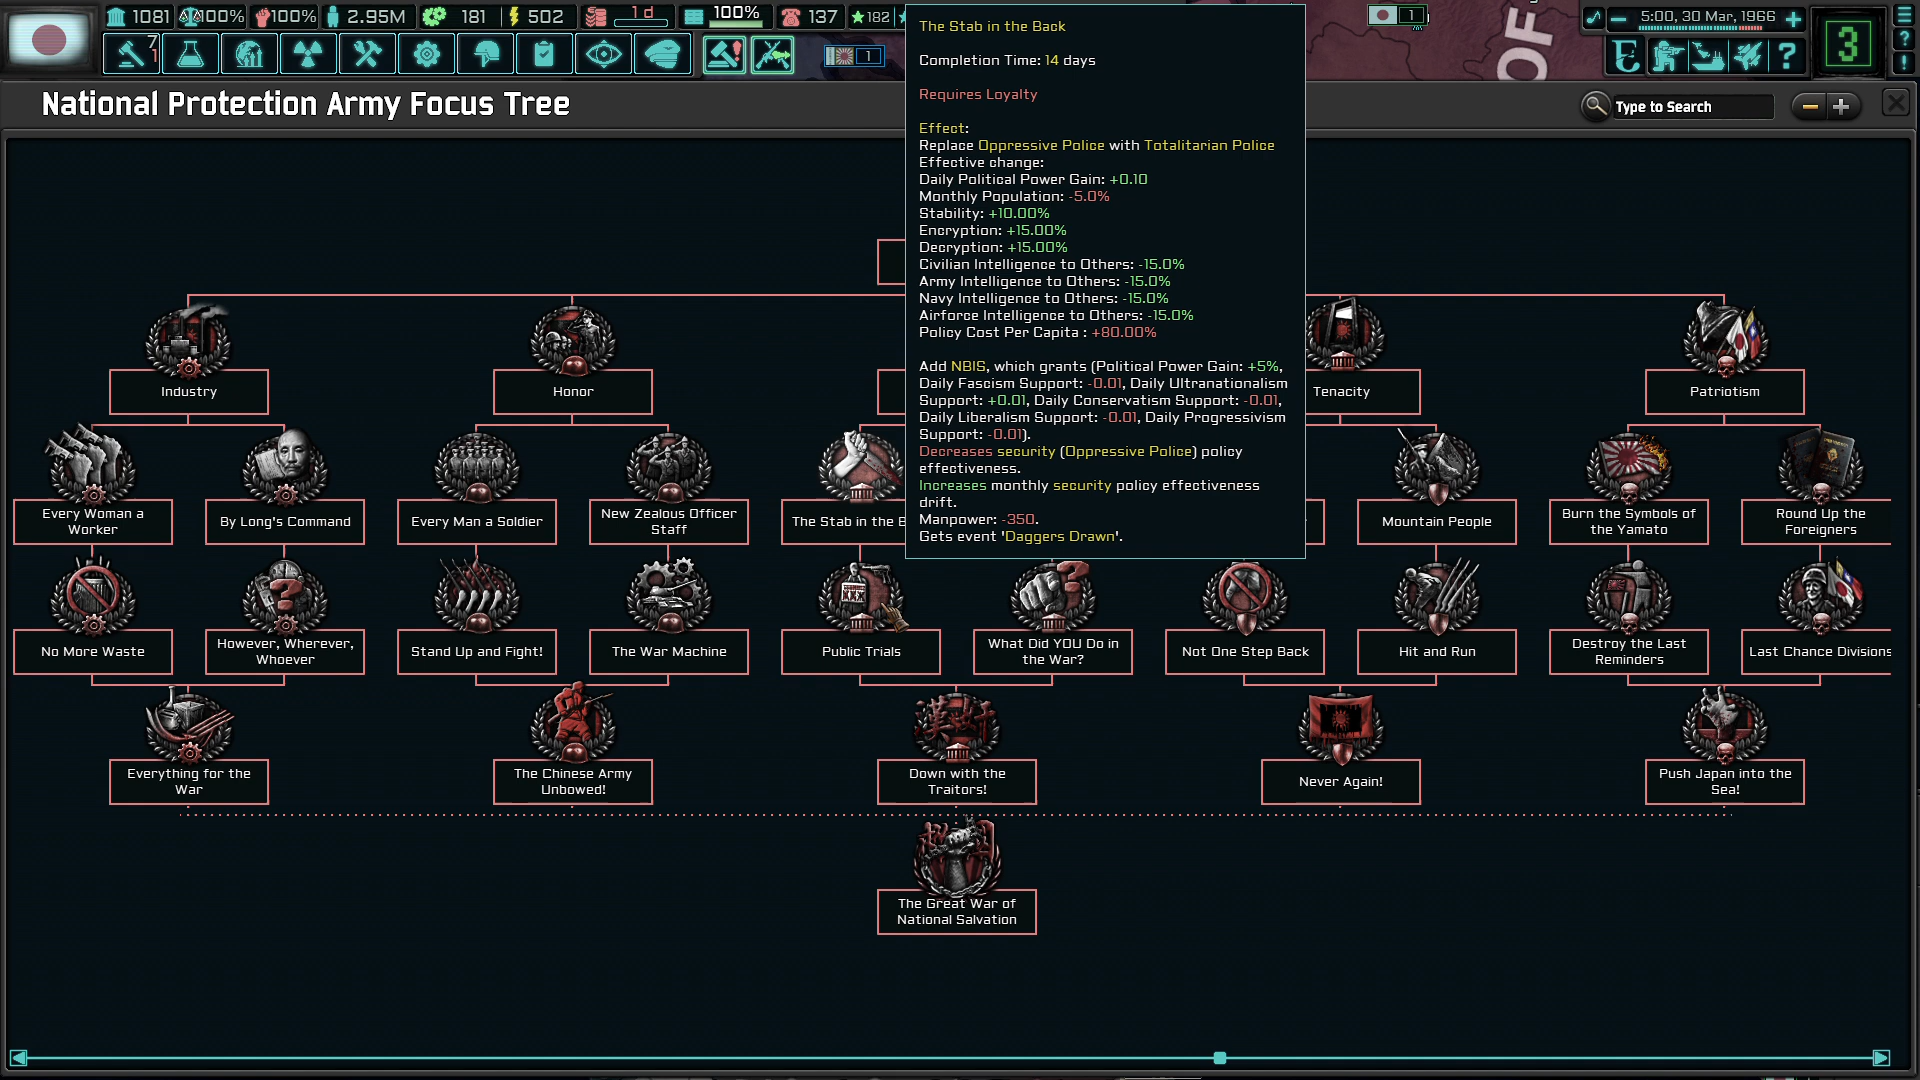 1081
100%
100%
2.95M
181
502
1 d
100%
137
182
1
5:00, 30 Mar, 1966
7
1
1
3
OF
National Protection Army Focus Tree
Type to Search
The Stab in the Back
Completion Time: 14 days
Requires Loyalty
Effect:
Replace Oppressive Police with Totalitarian Police
Effective change:
Daily Political Power Gain: +0.10
Monthly Population: -5.0%
Stability: +10.00%
Encryption: +15.00%
Decryption: +15.00%
Civilian Intelligence to Others: -15.0%
Army Intelligence to Others: -15.0%
Navy Intelligence to Others: -15.0%
Airforce Intelligence to Others: -15.0%
Policy Cost Per Capita : +80.00%
Add NBIS, which grants (Political Power Gain: +5%,
Daily Fascism Support: -0.01, Daily Ultranationalism
Support: +0.01, Daily Conservatism Support: -0.01,
Daily Liberalism Support: -0.01, Daily Progressivism
Support: -0.01).
Decreases security (Oppressive Police) policy
effectiveness.
Increases monthly security policy effectiveness
drift.
Manpower: -350.
Gets event 'Daggers Drawn'.
Industry
Honor
Tenacity
Patriotism
Every Woman a
Worker
By Long's Command
Every Man a Soldier
New Zealous Officer
Staff
The Stab in the B
Mountain People
Burn the Symbols of
the Yamato
Round Up the
Foreigners
No More Waste
However, Wherever,
Whoever
Stand Up and Fight!
The War Machine
Public Trials
What Did YOU Do in
the War?
Not One Step Back
Hit and Run
Destroy the Last
Reminders
Last Chance Divisions
Everything for the
War
The Chinese Army
Unbowed!
Down with the
Traitors!
Never Again!
Push Japan into the
Sea!
The Great War of
National Salvation